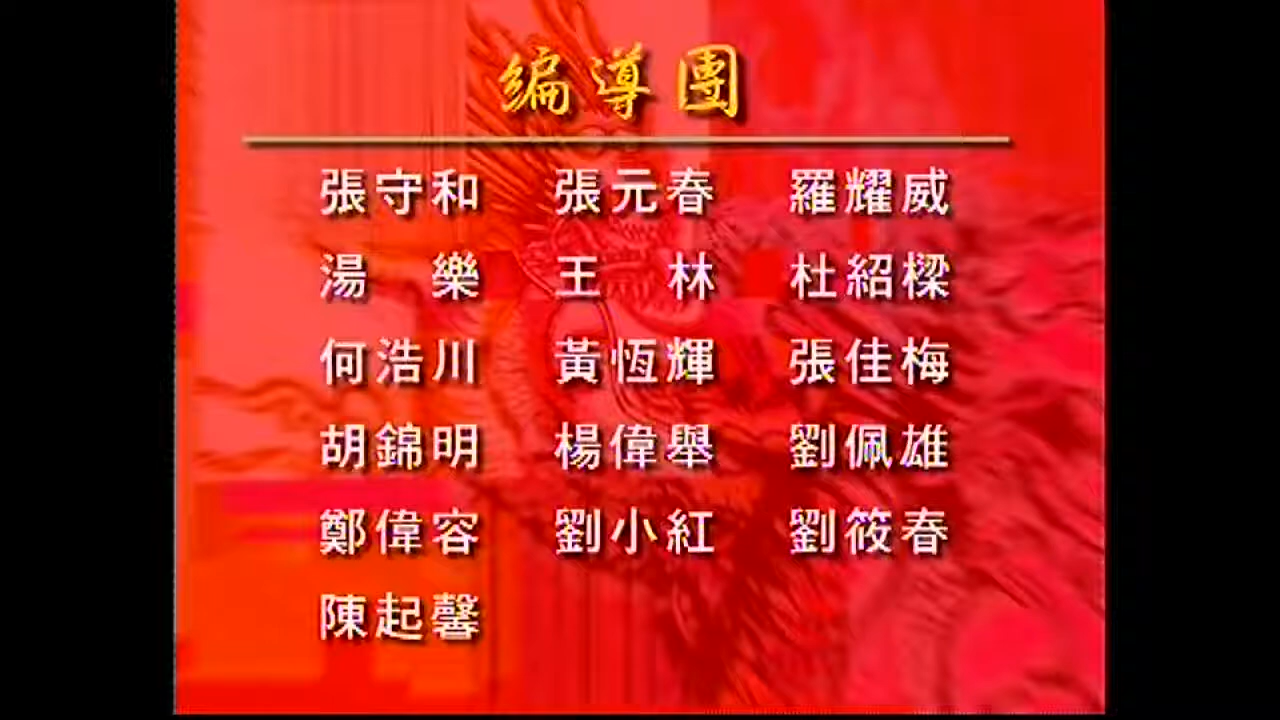 編導團
張守和 張元春 羅耀威
湯　樂 王　林 杜紹樑
何浩川 黃恆輝 張佳梅
胡錦明 楊偉舉 劉佩雄
鄭偉容 劉小紅 劉筱春
陳起馨